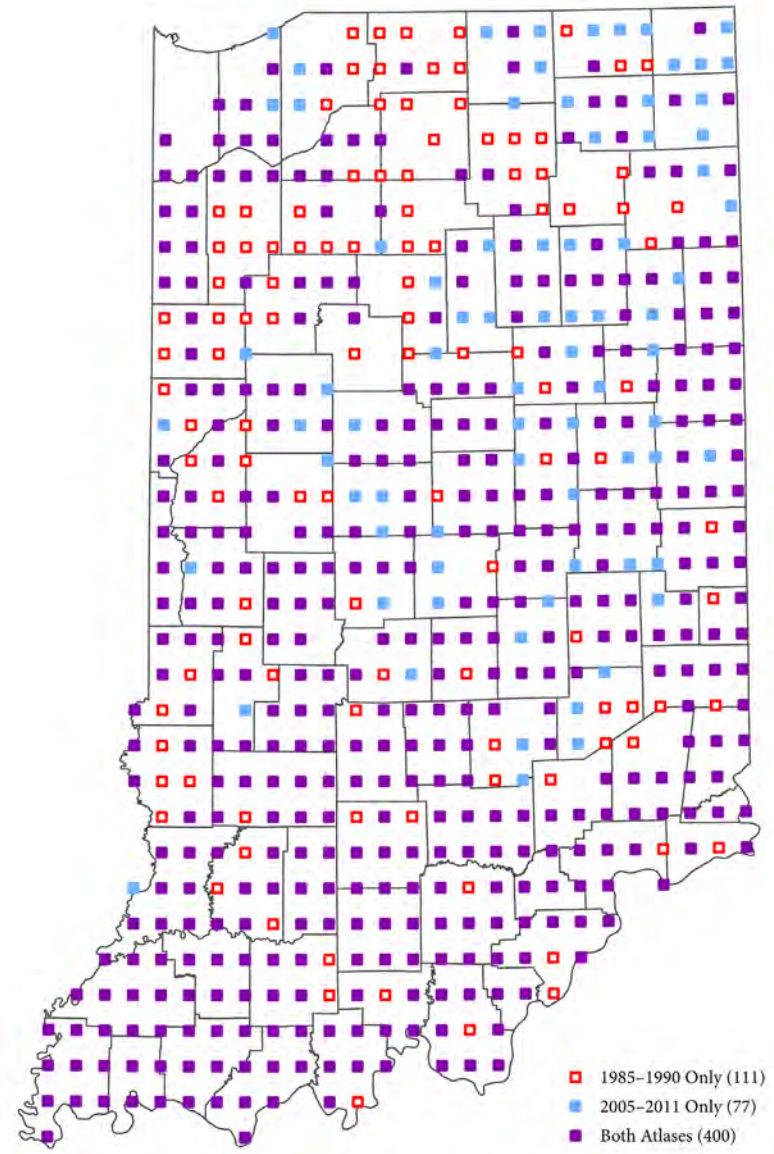 1985–1990 Only (111)
2005–2011 Only (77)
Both Atlases (400)